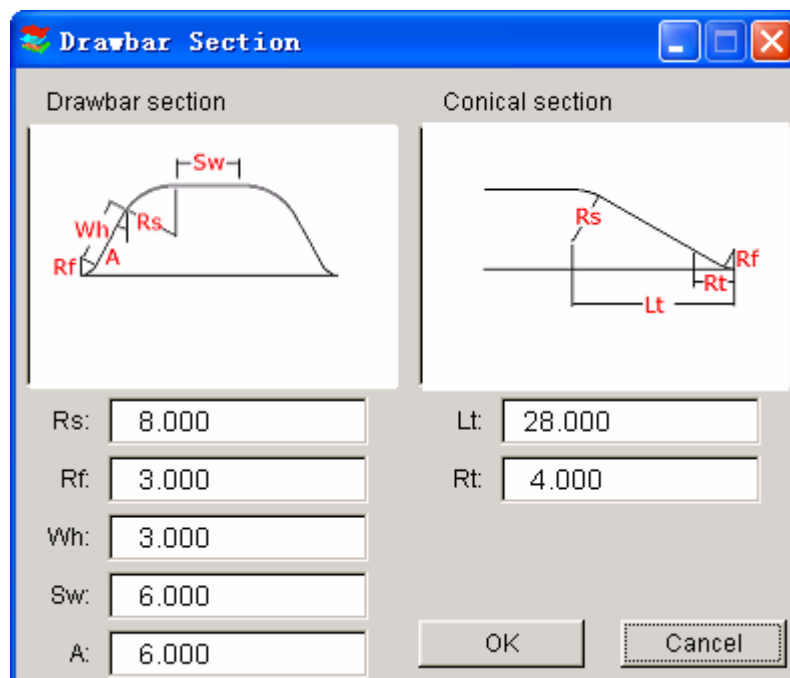 Drawbar Section
Drawbar section
Sw
Wh
Rs
Rf
A
Rs: 8.000
Rf: 3.000
Wh: 3.000
Sw: 6.000
A: 6.000
Conical section
Rs
Rf
Rt
Lt
Lt: 28.000
Rt: 4.000
OK
Cancel